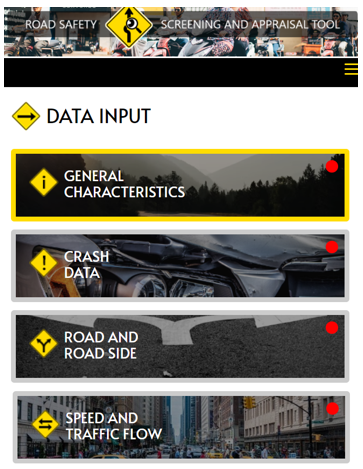 ROAD SAFETY SCREENING AND APPRAISAL TOOL
DATA INPUT
GENERAL
CHARACTERISTICS
CRASH
DATA
ROAD AND
ROAD SIDE
SPEED AND
TRAFFIC FLOW